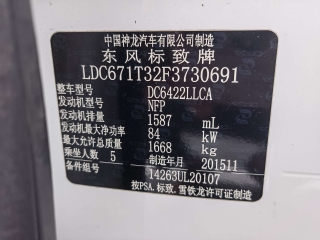 中国神龙汽车有限公司制造
东风标致牌
LDC671T32F3730691
整车型号 DC6422LLCA
发动机型号 NFP
发动机排量 1587 mL
发动机最大净功率 84 kW
最大允许总质量 1668 kg
乘坐人数 5 制造年月 201511
备件组号 14263UL20107
按PSA.标致.雪铁龙许可证制造